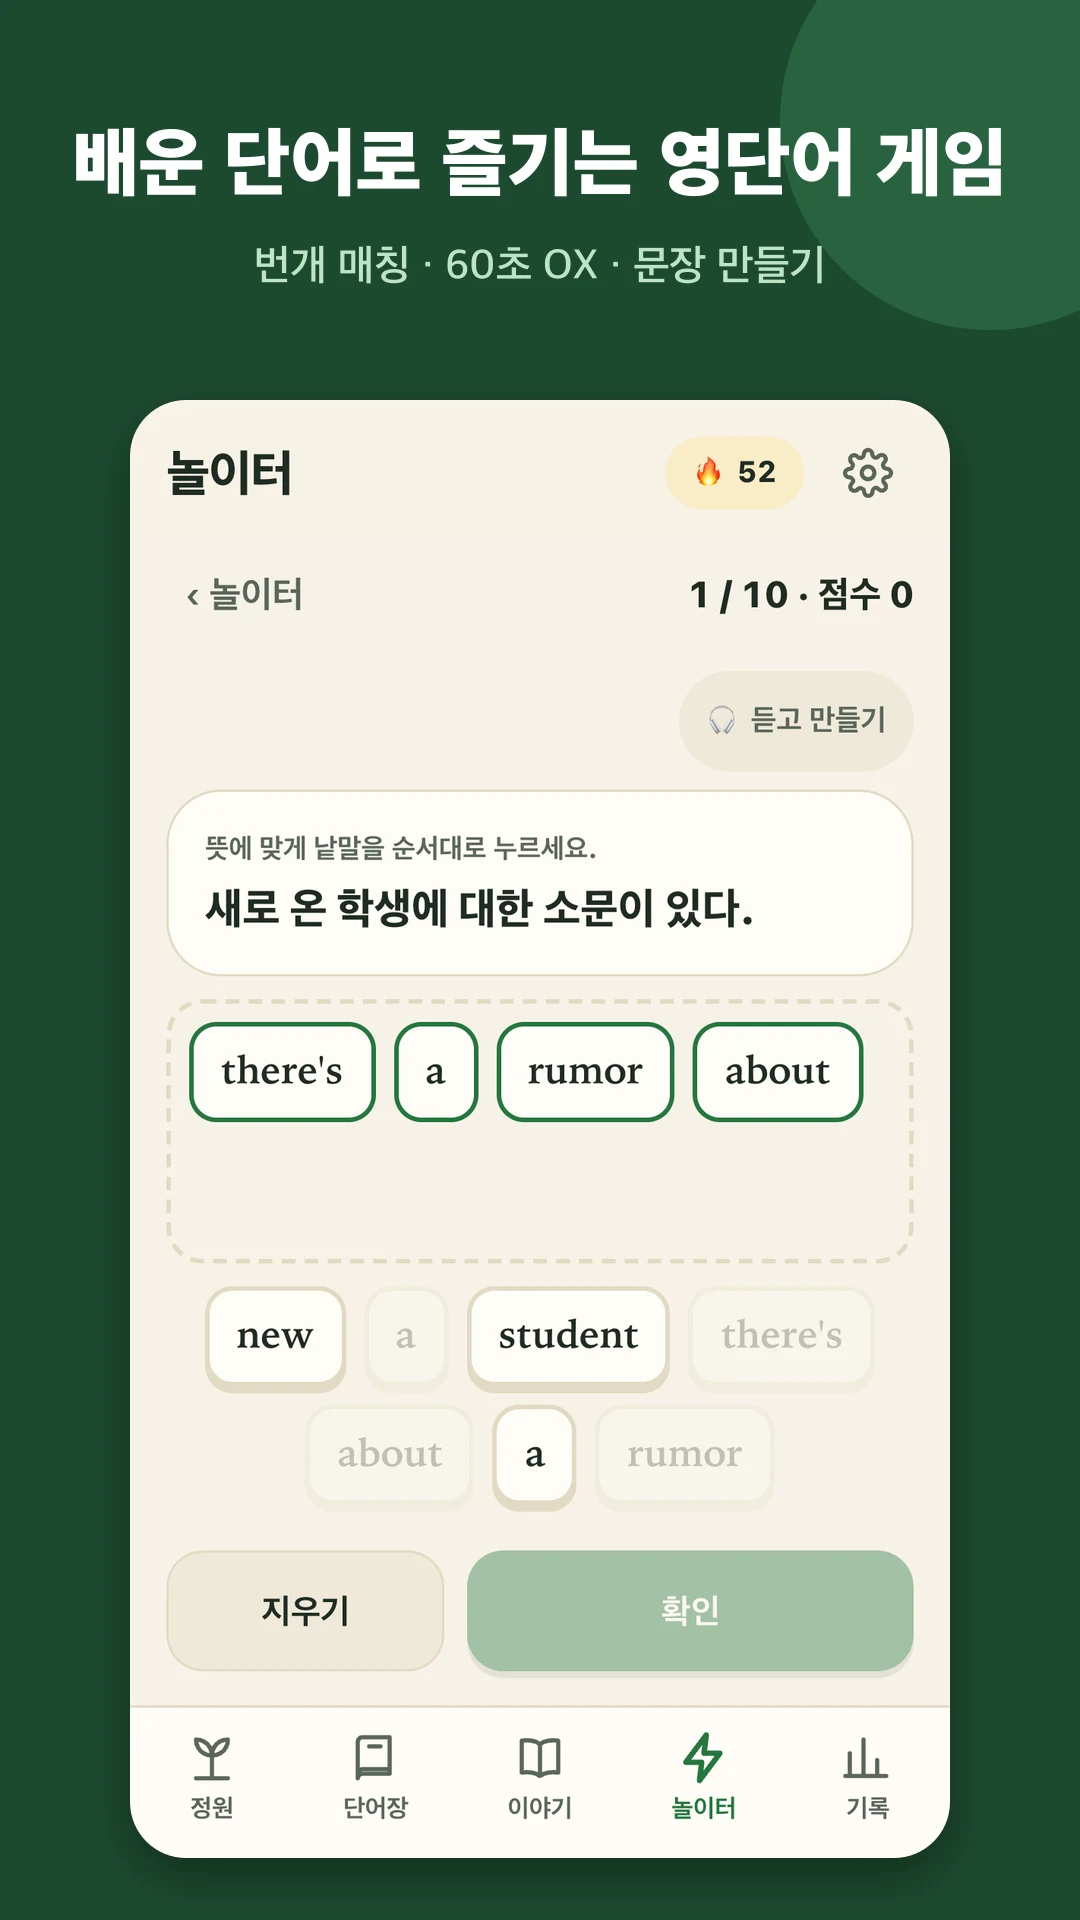 배운 단어로 즐기는 영단어 게임
번개 매칭 · 60초 OX · 문장 만들기
놀이터
🔥 52
‹ 놀이터
1 / 10 · 점수 0
🎧 듣고 만들기
뜻에 맞게 낱말을 순서대로 누르세요.
새로 온 학생에 대한 소문이 있다.
there's a rumor about
new a student there's
about a rumor
지우기 확인
정원 단어장 이야기 놀이터 기록